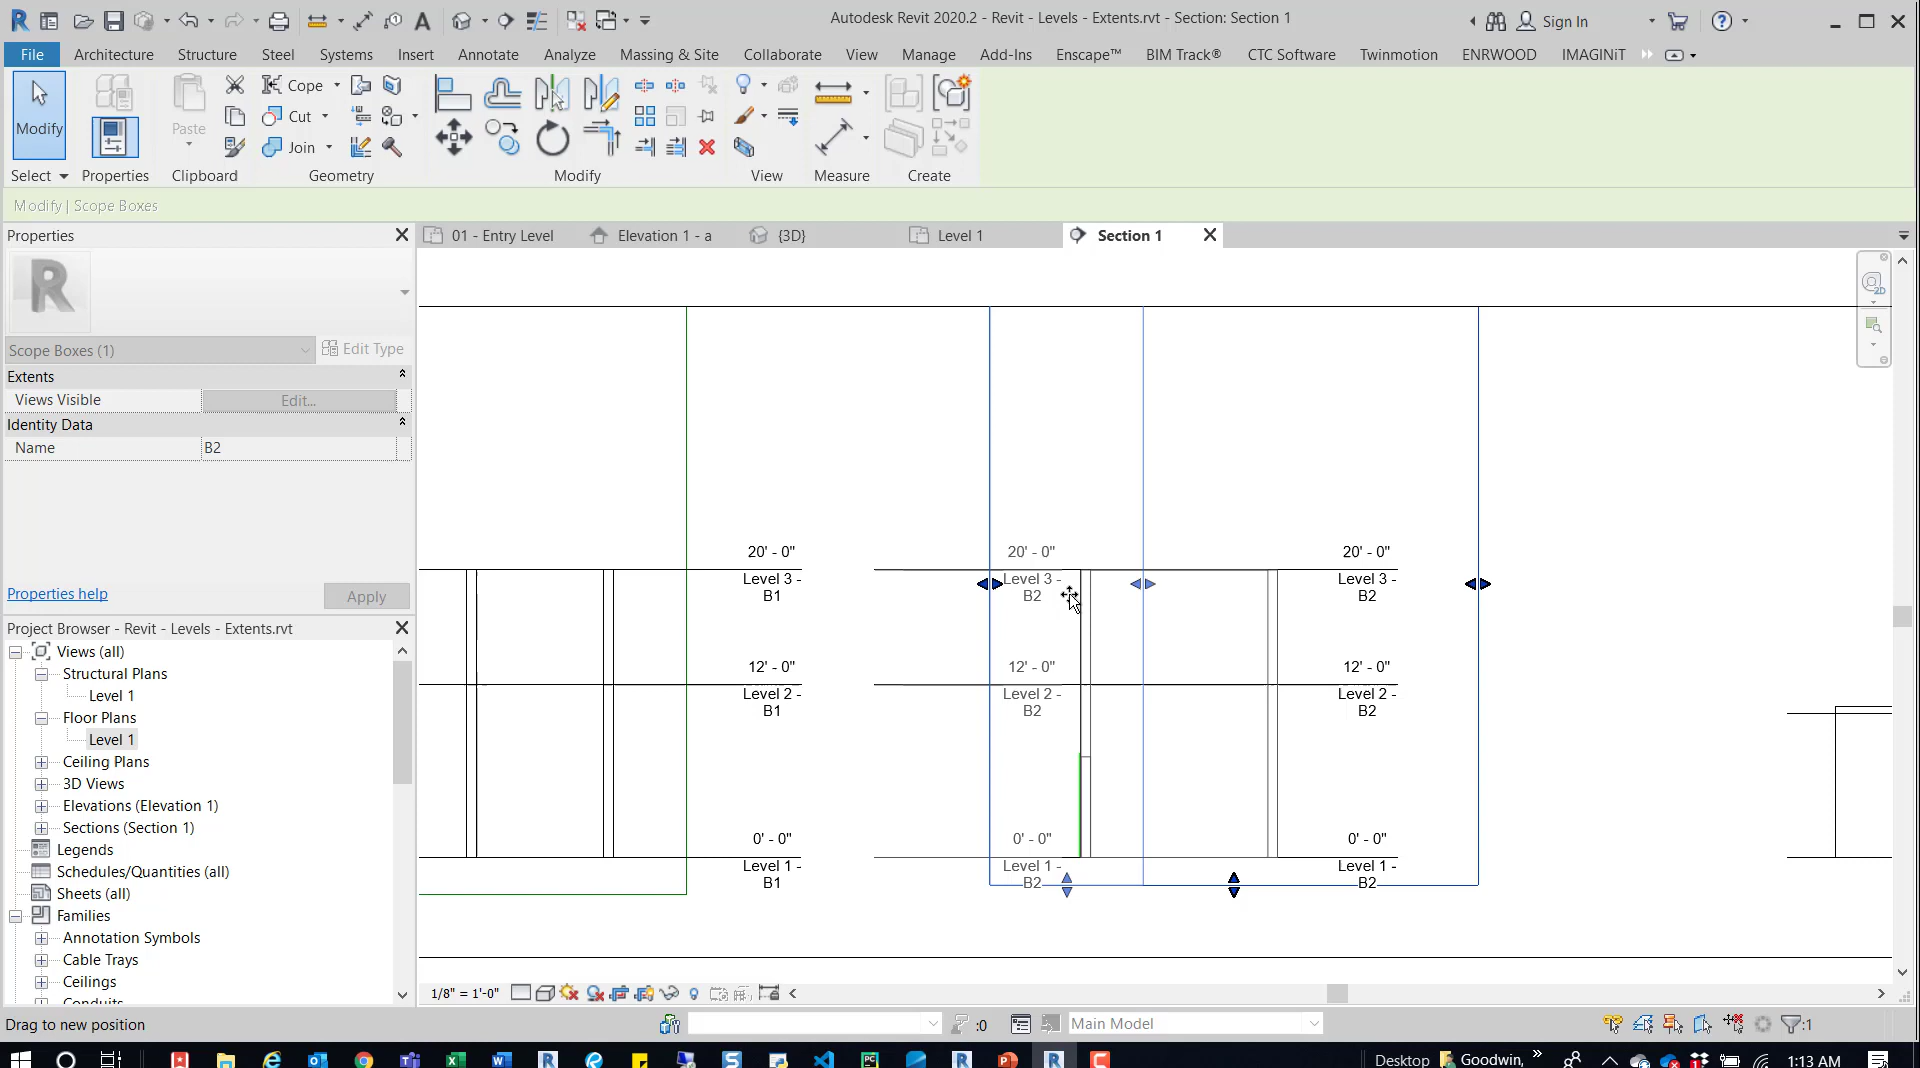 Autodesk Revit 2020.2 - Revit - Levels - Extents.rvt - Section: Section 1
Sign In
File Architecture Structure Steel Systems Insert Annotate Analyze Massing & Site Collaborate View Manage Add-Ins Enscape™ BIM Track® CTC Software Twinmotion ENRWOOD IMAGINiT
Cope
Modify
Paste
Cut
Join
Select Properties Clipboard Geometry Modify View Measure Create
Modify | Scope Boxes
Properties
01 - Entry Level
Elevation 1 - a
{3D}
Level 1
Section 1
R
2D
Scope Boxes (1)
Edit Type
Extents
Views Visible
Edit...
Identity Data
Name
B2
Properties help
Apply
Project Browser - Revit - Levels - Extents.rvt
Views (all)
Structural Plans
Level 1
Floor Plans
Level 1
Ceiling Plans
3D Views
Elevations (Elevation 1)
Sections (Section 1)
Legends
Schedules/Quantities (all)
Sheets (all)
Families
Annotation Symbols
Cable Trays
Ceilings
Conduits
20' - 0"
Level 3 -
B1
12' - 0"
Level 2 -
B1
0' - 0"
Level 1 -
B1
20' - 0"
Level 3 -
B2
12' - 0"
Level 2 -
B2
0' - 0"
Level 1 -
B2
20' - 0"
Level 3 -
B2
12' - 0"
Level 2 -
B2
0' - 0"
Level 1 -
B2
1/8" = 1'-0"
Drag to new position
:0
Main Model
:1
Desktop
Goodwin,
1:13 AM